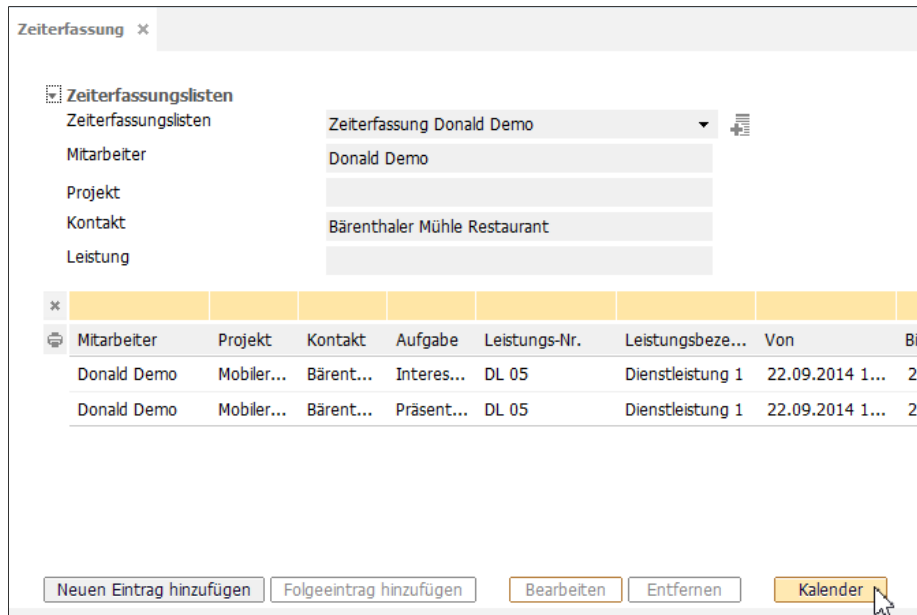 Zeiterfassung ×
Zeiterfassungslisten
Zeiterfassungslisten Zeiterfassung Donald Demo
Mitarbeiter Donald Demo
Projekt
Kontakt Bärenthaler Mühle Restaurant
Leistung
Mitarbeiter Projekt Kontakt Aufgabe Leistungs-Nr. Leistungsbeze... Von Bi
Donald Demo Mobiler... Bärent... Interes... DL 05 Dienstleistung 1 22.09.2014 1... 2
Donald Demo Mobiler... Bärent... Präsent... DL 05 Dienstleistung 1 22.09.2014 1... 2
Neuen Eintrag hinzufügen Folgeeintrag hinzufügen Bearbeiten Entfernen Kalender